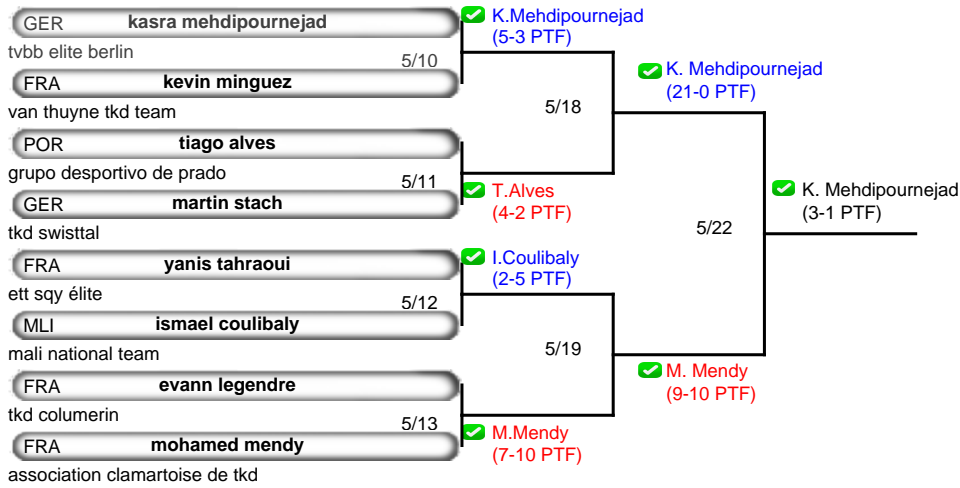 GER kasra mehdipournejad
tvbb elite berlin
5/10
FRA kevin minguez
van thuyne tkd team
K.Mehdipournejad
(5-3 PTF)
POR tiago alves
grupo desportivo de prado
5/11
GER martin stach
tkd swisttal
T.Alves
(4-2 PTF)
5/18
K. Mehdipournejad
(21-0 PTF)
FRA yanis tahraoui
ett sqy élite
5/12
MLI ismael coulibaly
mali national team
I.Coulibaly
(2-5 PTF)
FRA evann legendre
tkd columerin
5/13
FRA mohamed mendy
association clamartoise de tkd
M.Mendy
(7-10 PTF)
5/19
M. Mendy
(9-10 PTF)
5/22
K. Mehdipournejad
(3-1 PTF)